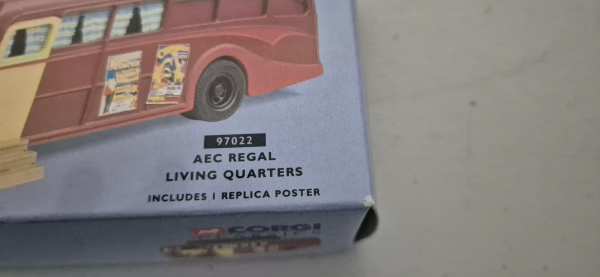 97022
AEC REGAL
LIVING QUARTERS
INCLUDES 1 REPLICA POSTER
CORGI